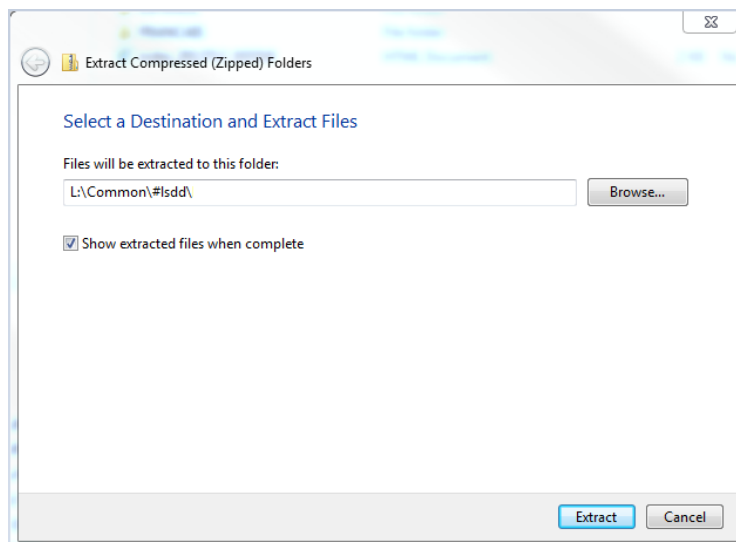 Extract Compressed (Zipped) Folders
Select a Destination and Extract Files
Files will be extracted to this folder:
L:\Common\#lsdd\
Browse...
Show extracted files when complete
Extract
Cancel